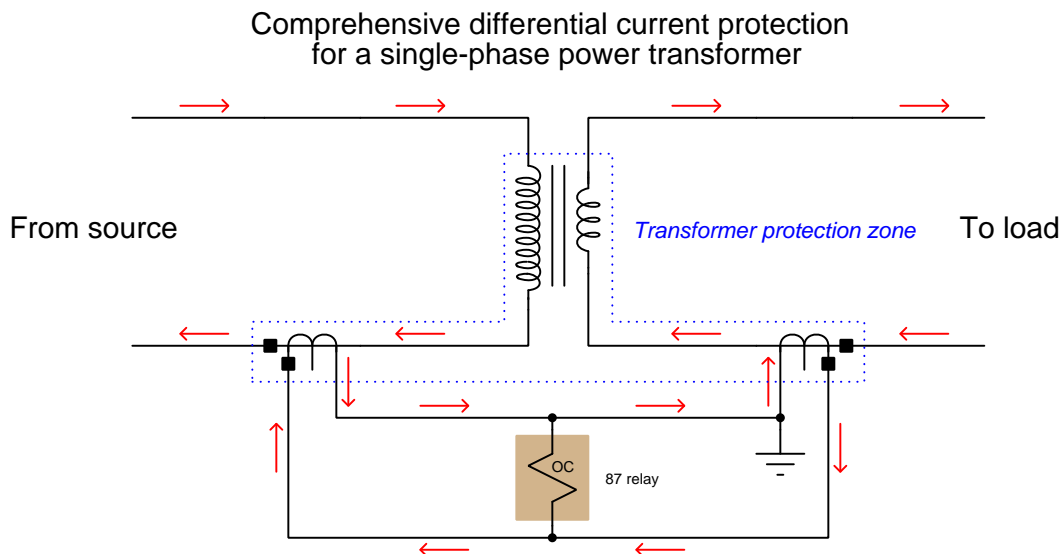 Comprehensive differential current protection
for a single-phase power transformer
From source
Transformer protection zone
To load
OC
87 relay